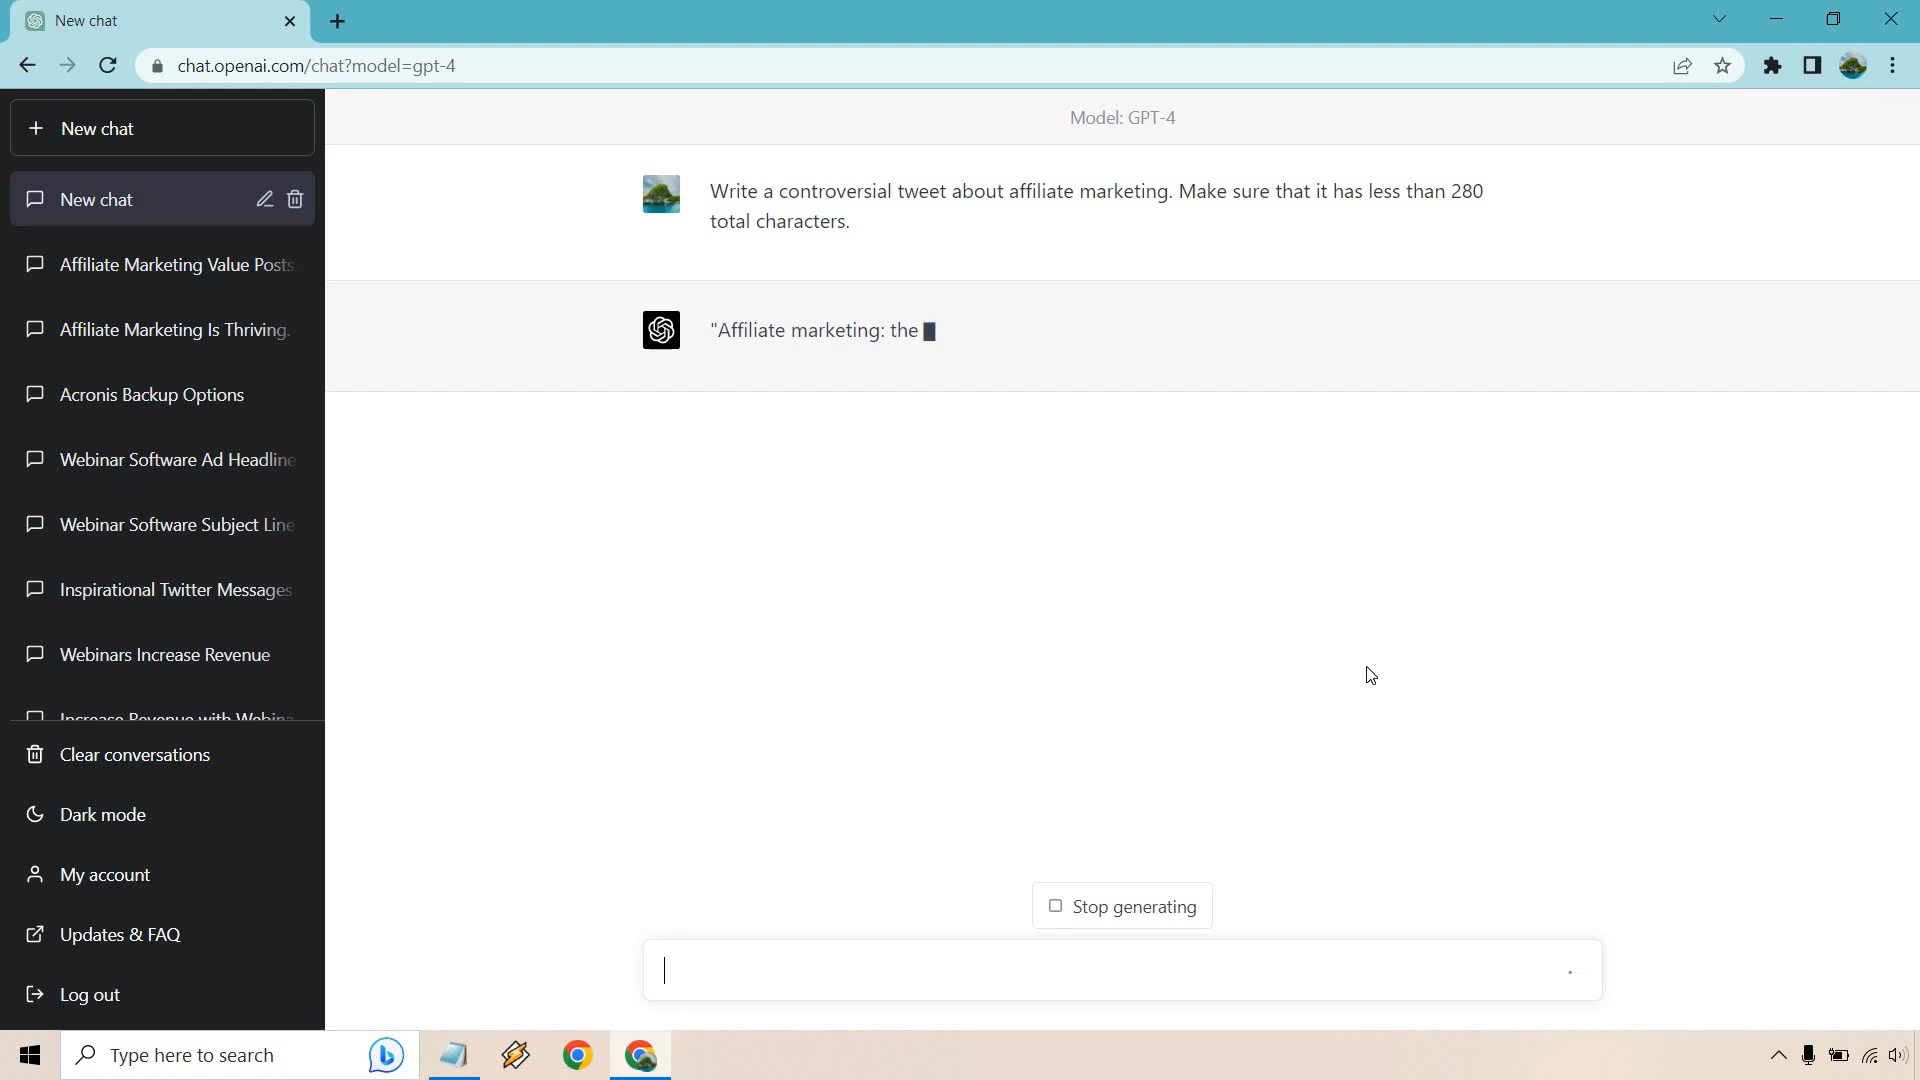 New chat
chat.openai.com/chat?model=gpt-4
New chat
New chat
Affiliate Marketing Value Posts
Affiliate Marketing Is Thriving.
Acronis Backup Options
Webinar Software Ad Headline
Webinar Software Subject Line
Inspirational Twitter Messages
Webinars Increase Revenue
Increase Revenue with Webina
Clear conversations
Dark mode
My account
Updates & FAQ
Log out
Model: GPT-4
Write a controversial tweet about affiliate marketing. Make sure that it has less than 280
total characters.
"Affiliate marketing: the
Stop generating
Type here to search